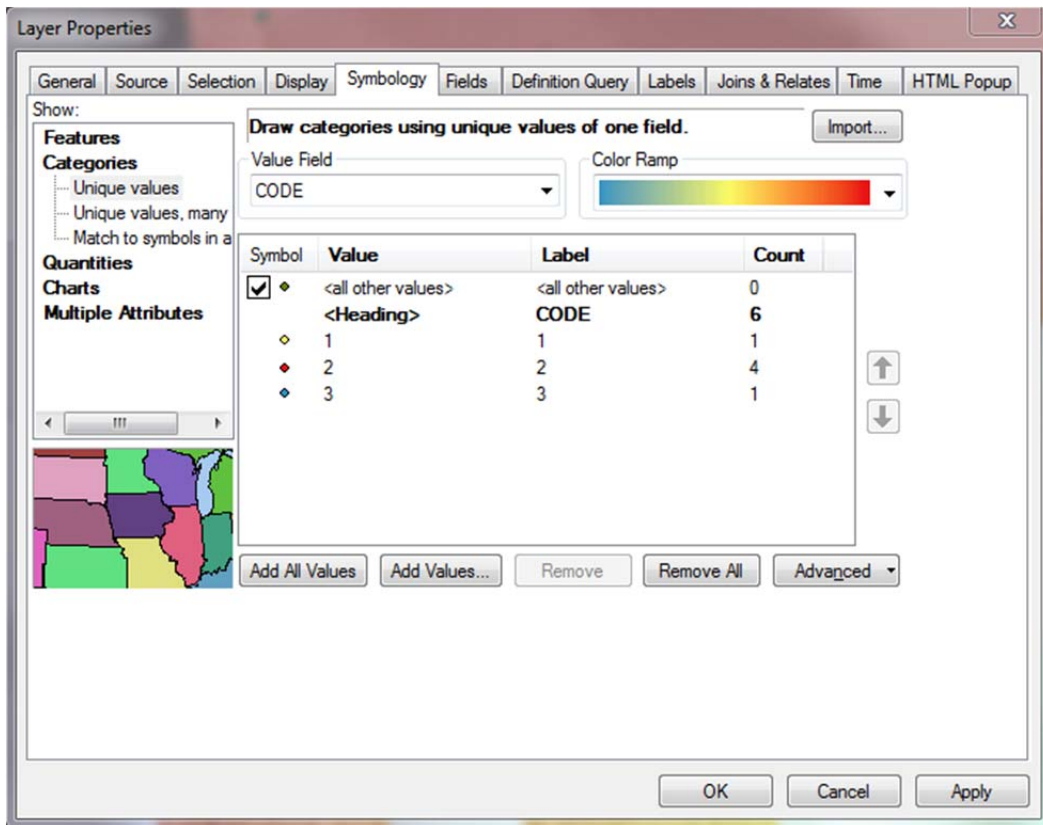 Layer Properties
General Source Selection Display Symbology Fields Definition Query Labels Joins & Relates Time HTML Popup
Show:
Features
Categories
Unique values
Unique values, many
Match to symbols in a
Quantities
Charts
Multiple Attributes
Draw categories using unique values of one field.
Import...
Value Field
CODE
Color Ramp
Symbol Value Label Count
<all other values> <all other values> 0
<Heading> CODE 6
1 1 1
2 2 4
3 3 1
Add All Values Add Values... Remove Remove All Advanced
OK Cancel Apply